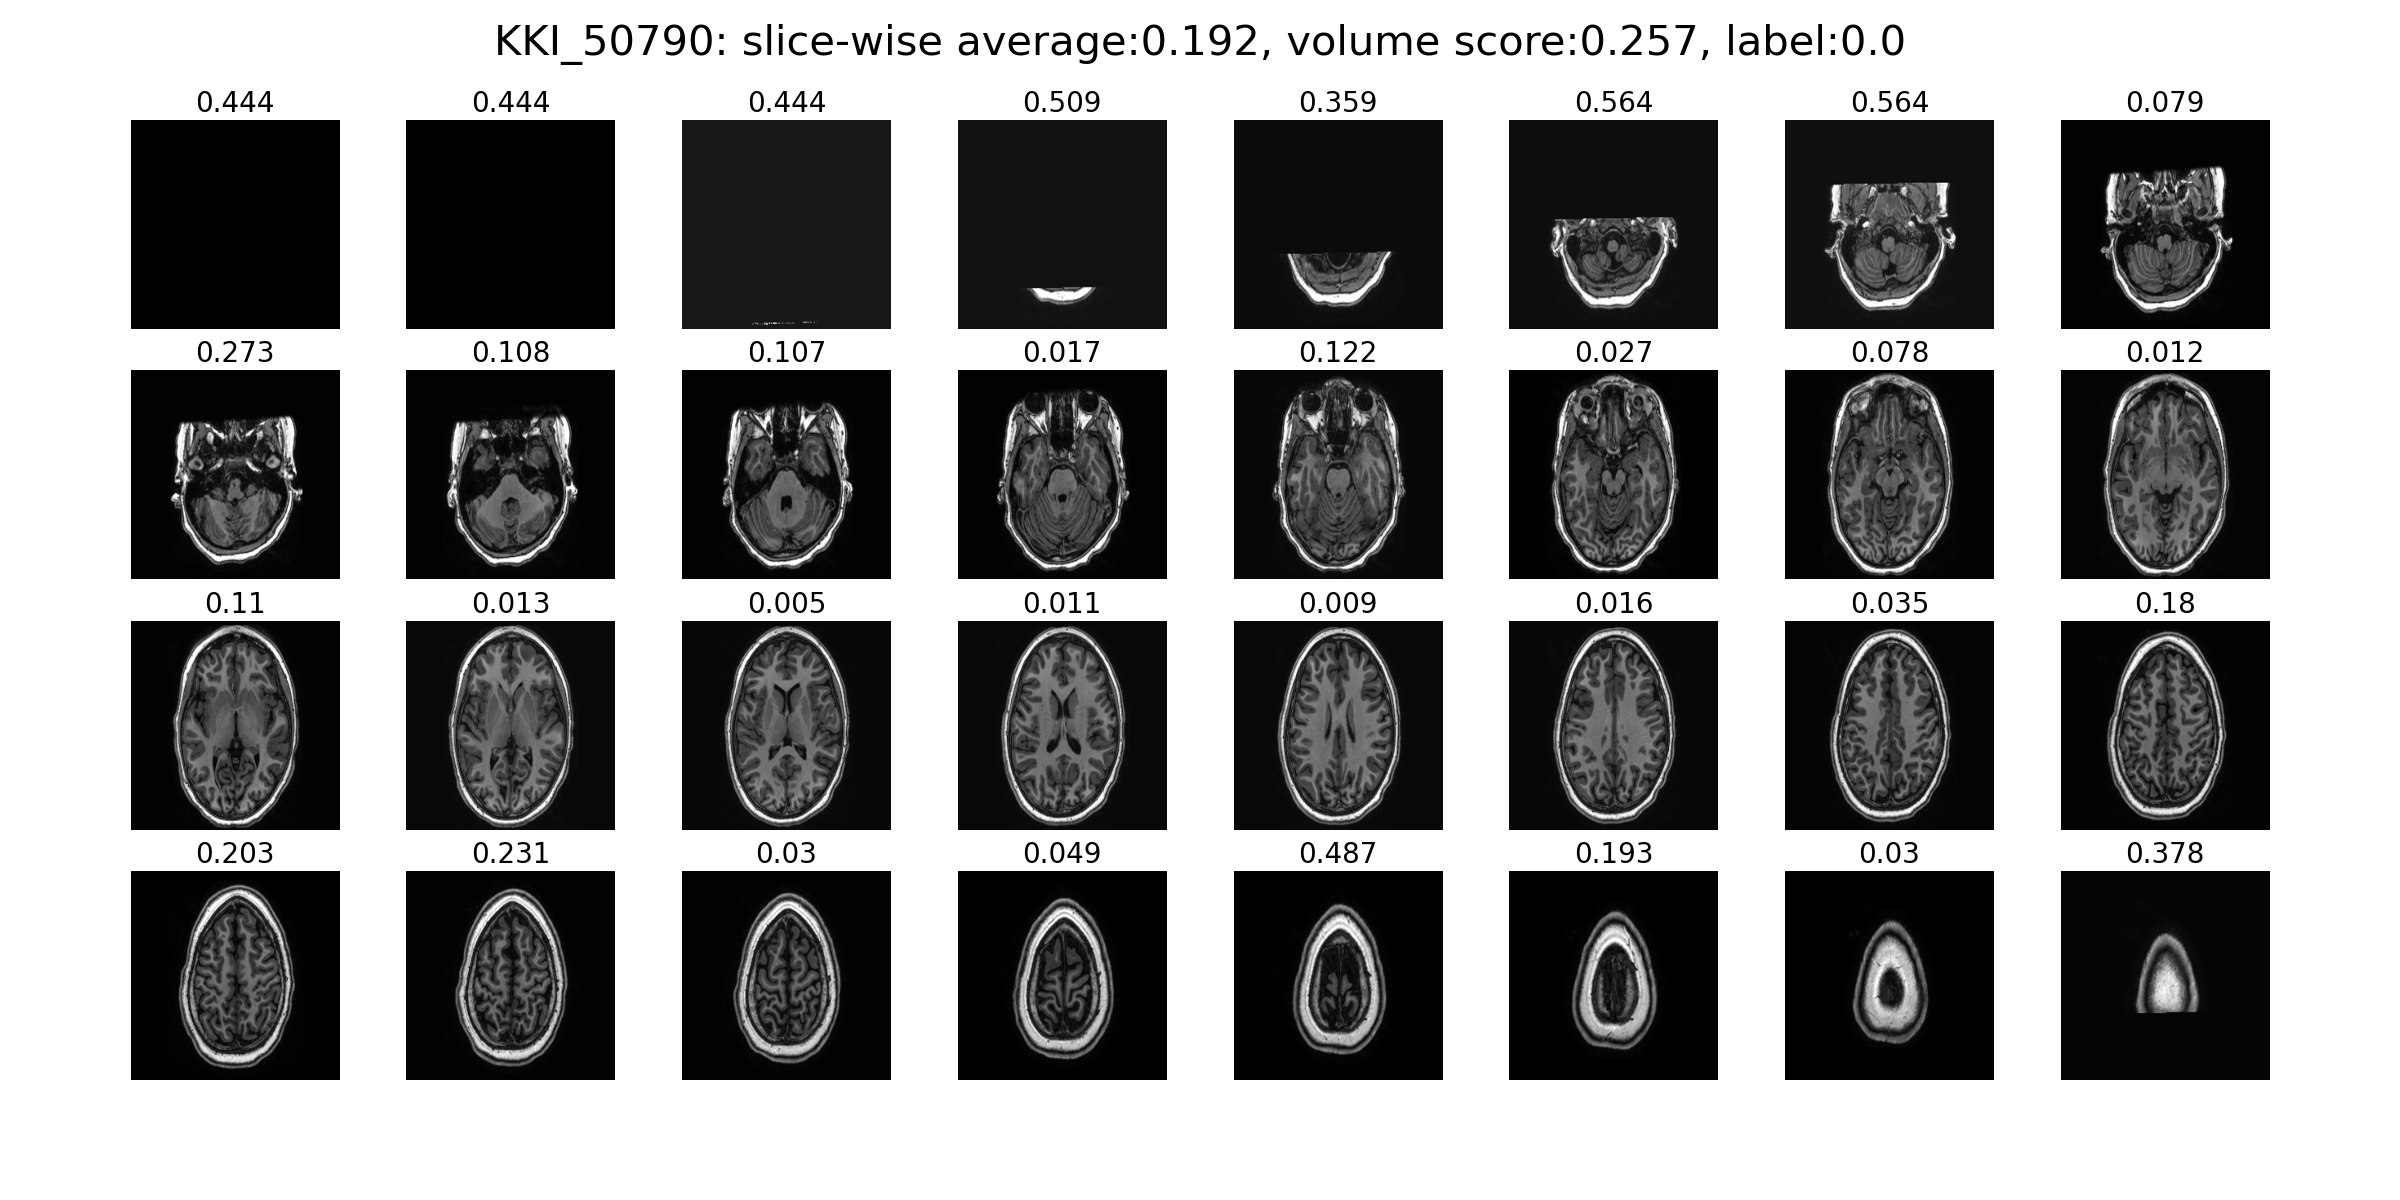 KKI_50790: slice-wise average:0.192, volume score:0.257, label:0.0
0.444 0.444 0.444 0.509 0.359 0.564 0.564 0.079
0.273 0.108 0.107 0.017 0.122 0.027 0.078 0.012
0.11 0.013 0.005 0.011 0.009 0.016 0.035 0.18
0.203 0.231 0.03 0.049 0.487 0.193 0.03 0.378